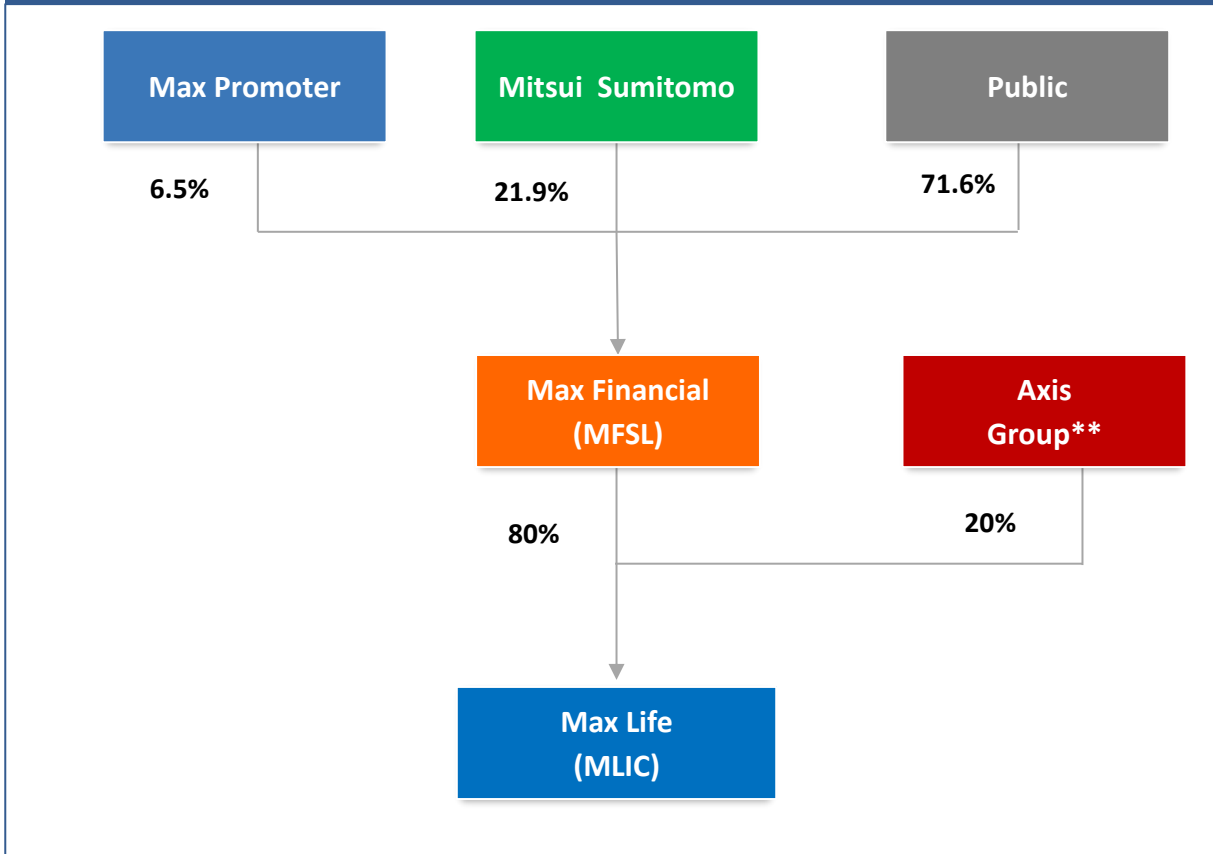 Max Promoter
Mitsui Sumitomo
Public
6.5%
21.9%
71.6%
Max Financial
(MFSL)
Axis
Group**
80%
20%
Max Life
(MLIC)